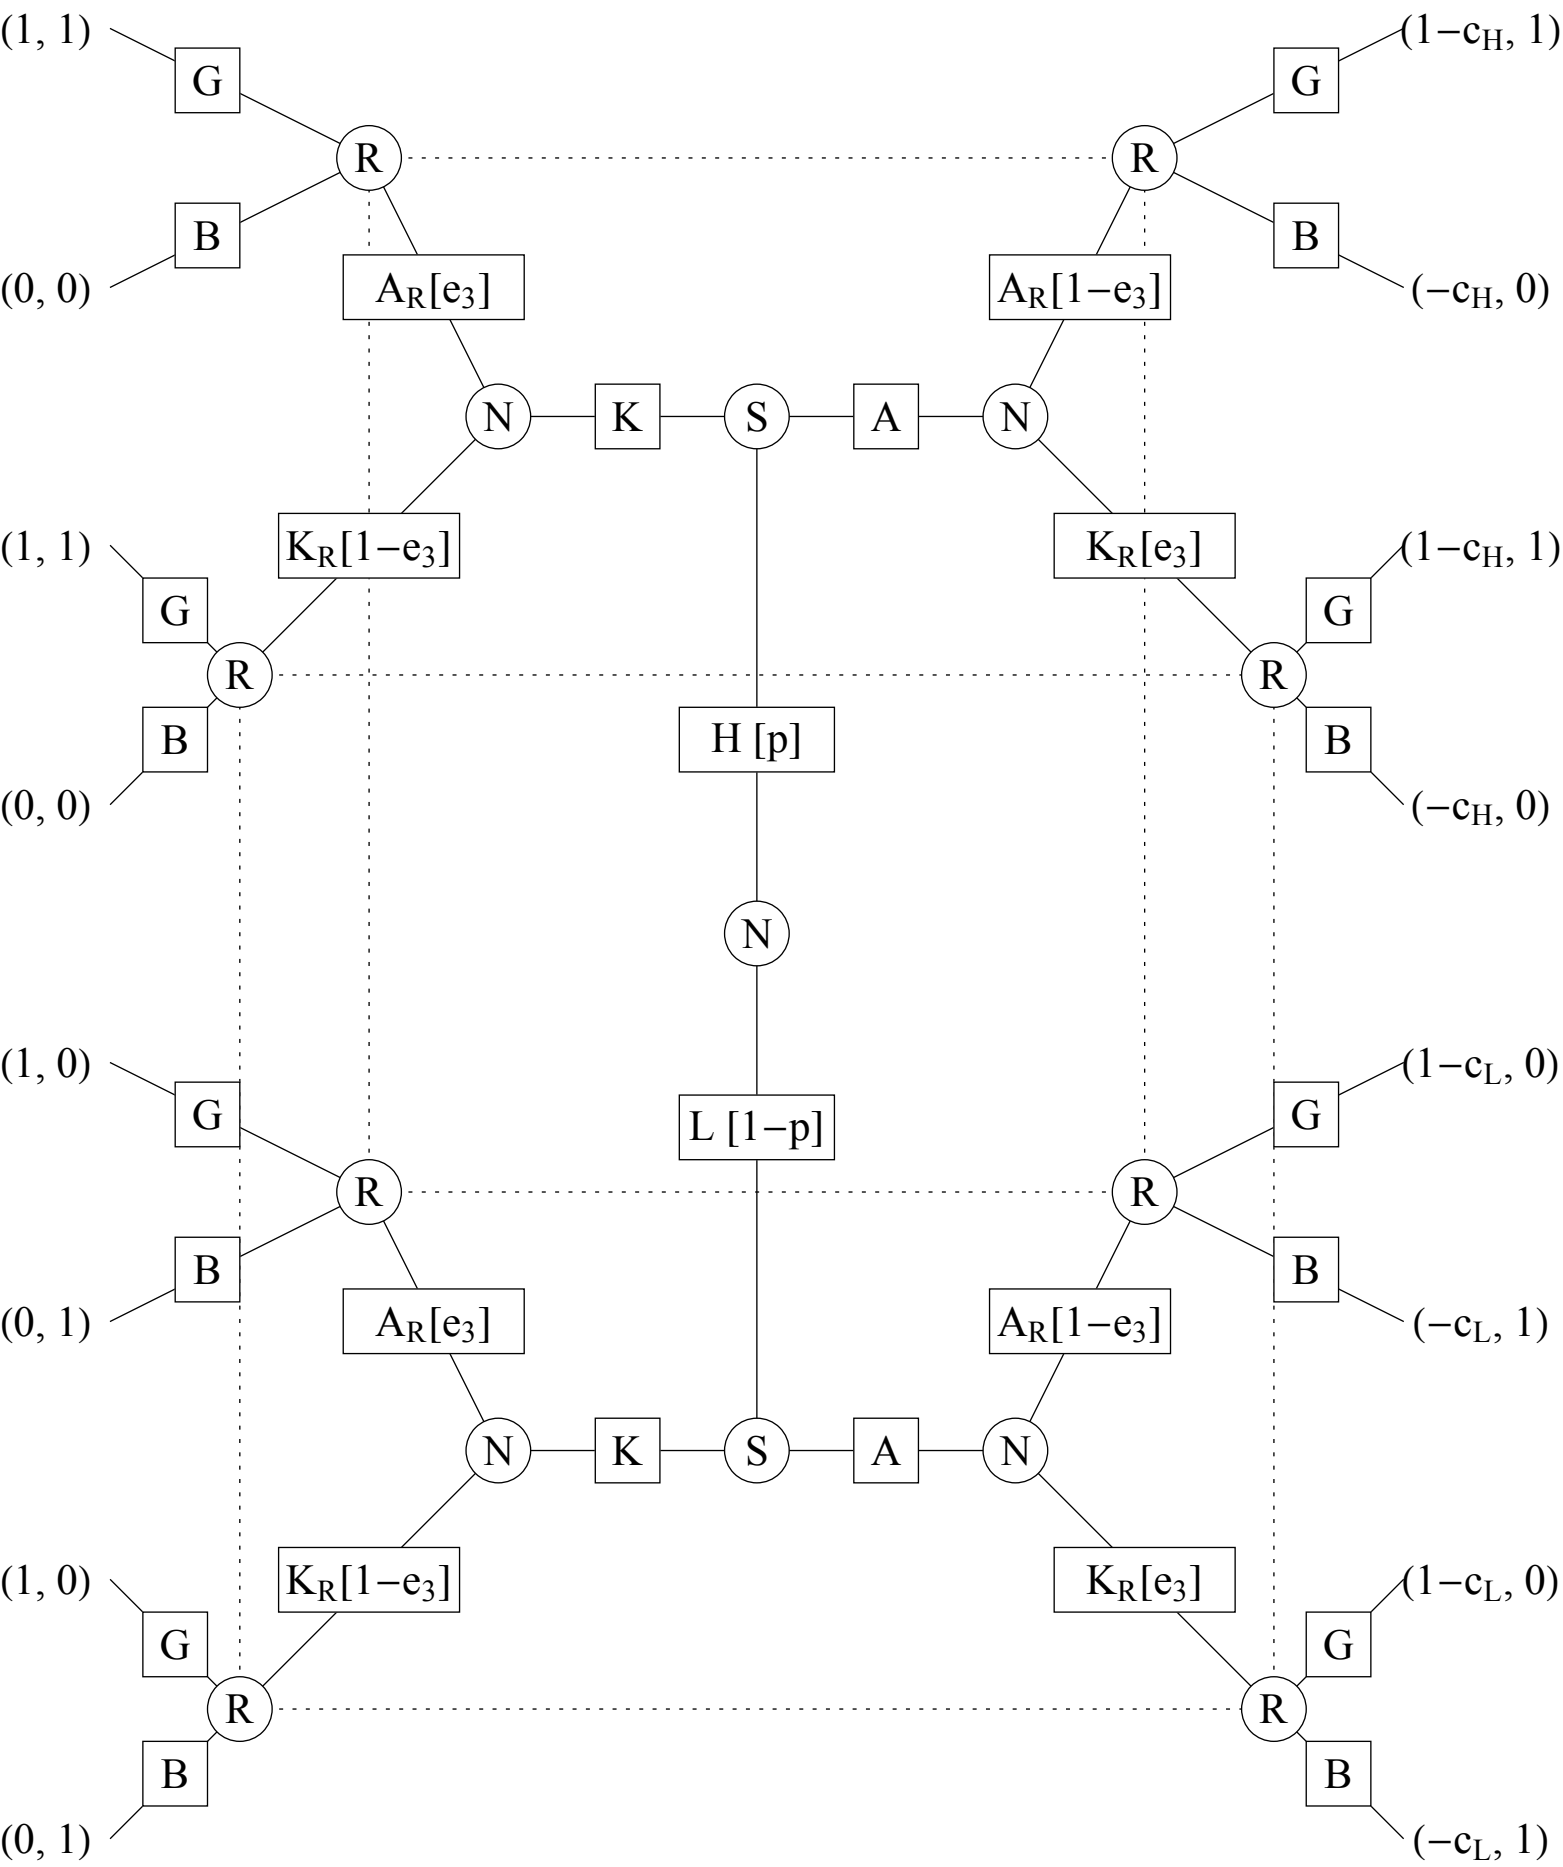 (1, 1) (1−c_H, 1)
G G
R R
B B
(0, 0) A_R[e_3] A_R[1−e_3] (−c_H, 0)
N K S A N
(1, 1) K_R[1−e_3] K_R[e_3] (1−c_H, 1)
G G
R R
B H [p] B
(0, 0) (−c_H, 0)
N
(1, 0) (1−c_L, 0)
G L [1−p] G
R R
B B
(0, 1) A_R[e_3] A_R[1−e_3] (−c_L, 1)
N K S A N
(1, 0) K_R[1−e_3] K_R[e_3] (1−c_L, 0)
G G
R R
B B
(0, 1) (−c_L, 1)